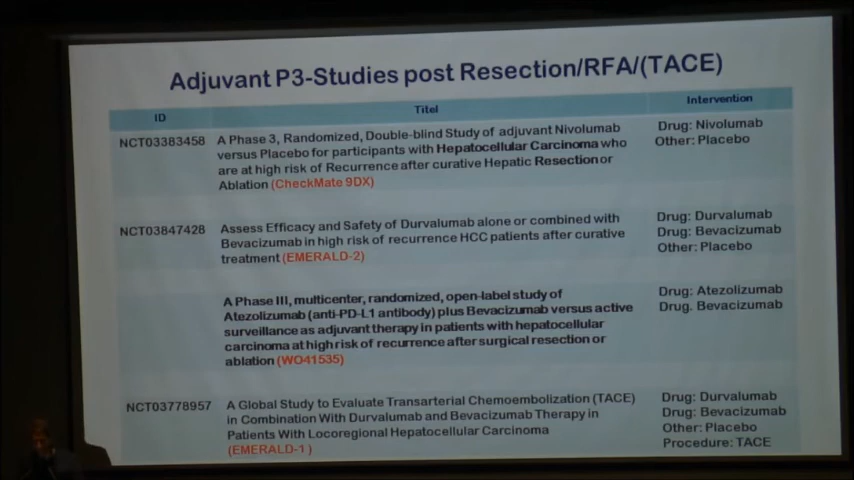 Adjuvant P3-Studies post Resection/RFA/(TACE)
ID Titel Intervention
NCT03383458 A Phase 3, Randomized, Double-blind Study of adjuvant Nivolumab Drug: Nivolumab
versus Placebo for participants with Hepatocellular Carcinoma who Other: Placebo
are at high risk of Recurrence after curative Hepatic Resection or
Ablation (CheckMate 9DX)
NCT03847428 Assess Efficacy and Safety of Durvalumab alone or combined with Drug: Durvalumab
Bevacizumab in high risk of recurrence HCC patients after curative Drug: Bevacizumab
treatment (EMERALD-2) Other: Placebo
A Phase III, multicenter, randomized, open-label study of Drug: Atezolizumab
Atezolizumab (anti-PD-L1 antibody) plus Bevacizumab versus active Drug. Bevacizumab
surveillance as adjuvant therapy in patients with hepatocellular
carcinoma at high risk of recurrence after surgical resection or
ablation (WO41535)
NCT03778957 A Global Study to Evaluate Transarterial Chemoembolization (TACE) Drug: Durvalumab
in Combination With Durvalumab and Bevacizumab Therapy in Drug: Bevacizumab
Patients With Locoregional Hepatocellular Carcinoma Other: Placebo
(EMERALD-1 ) Procedure: TACE